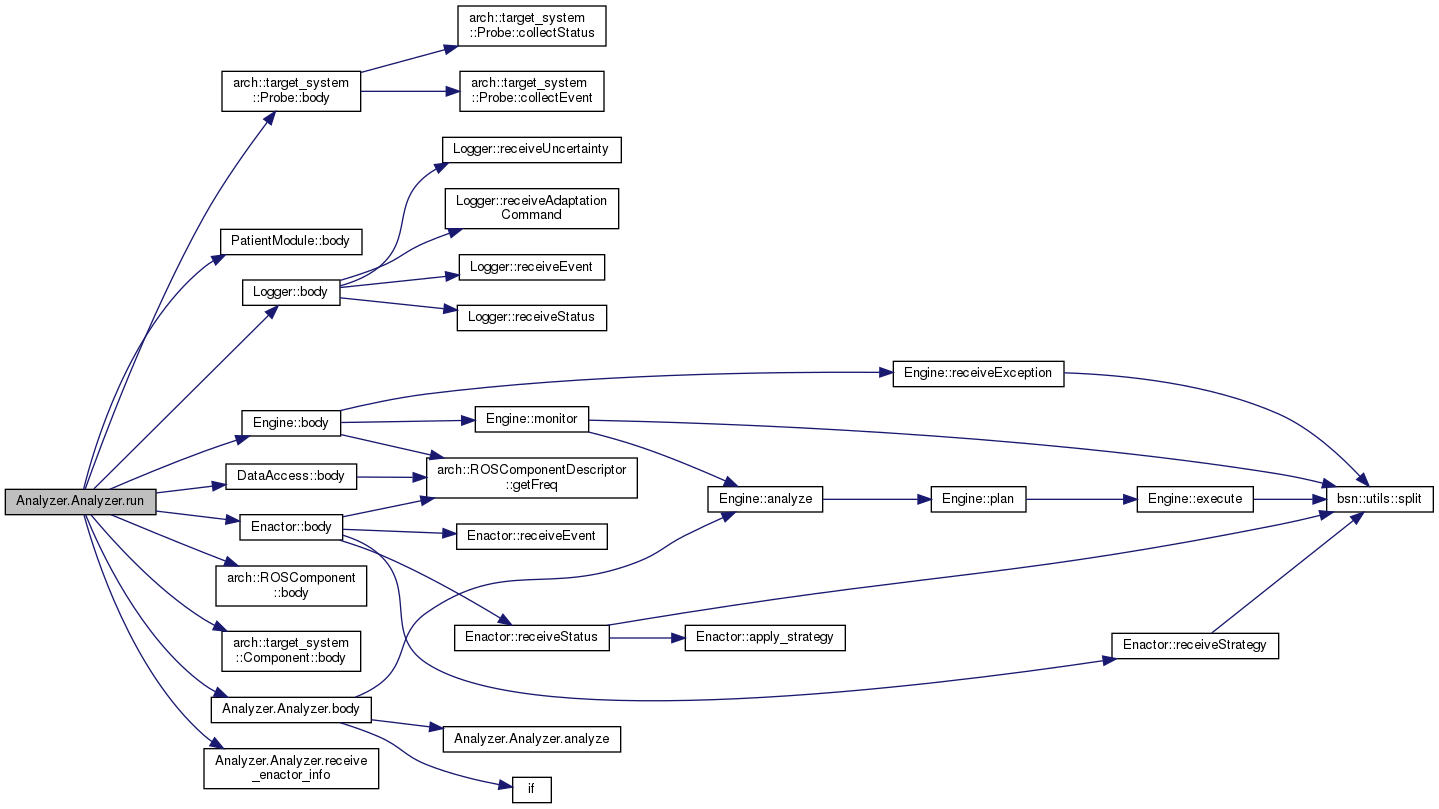 arch::target_system
::Probe::collectStatus
arch::target_system
::Probe::body
arch::target_system
::Probe::collectEvent
Logger::receiveUncertainty
Logger::receiveAdaptation
Command
PatientModule::body
Logger::receiveEvent
Logger::body
Logger::receiveStatus
Engine::receiveException
Engine::body
Engine::monitor
arch::ROSComponentDescriptor
::getFreq
DataAccess::body
Analyzer.Analyzer.run
Engine::analyze
Engine::plan
Engine::execute
bsn::utils::split
Enactor::body
Enactor::receiveEvent
arch::ROSComponent
::body
Enactor::receiveStatus
Enactor::apply_strategy
Enactor::receiveStrategy
arch::target_system
::Component::body
Analyzer.Analyzer.body
Analyzer.Analyzer.analyze
Analyzer.Analyzer.receive
_enactor_info
if